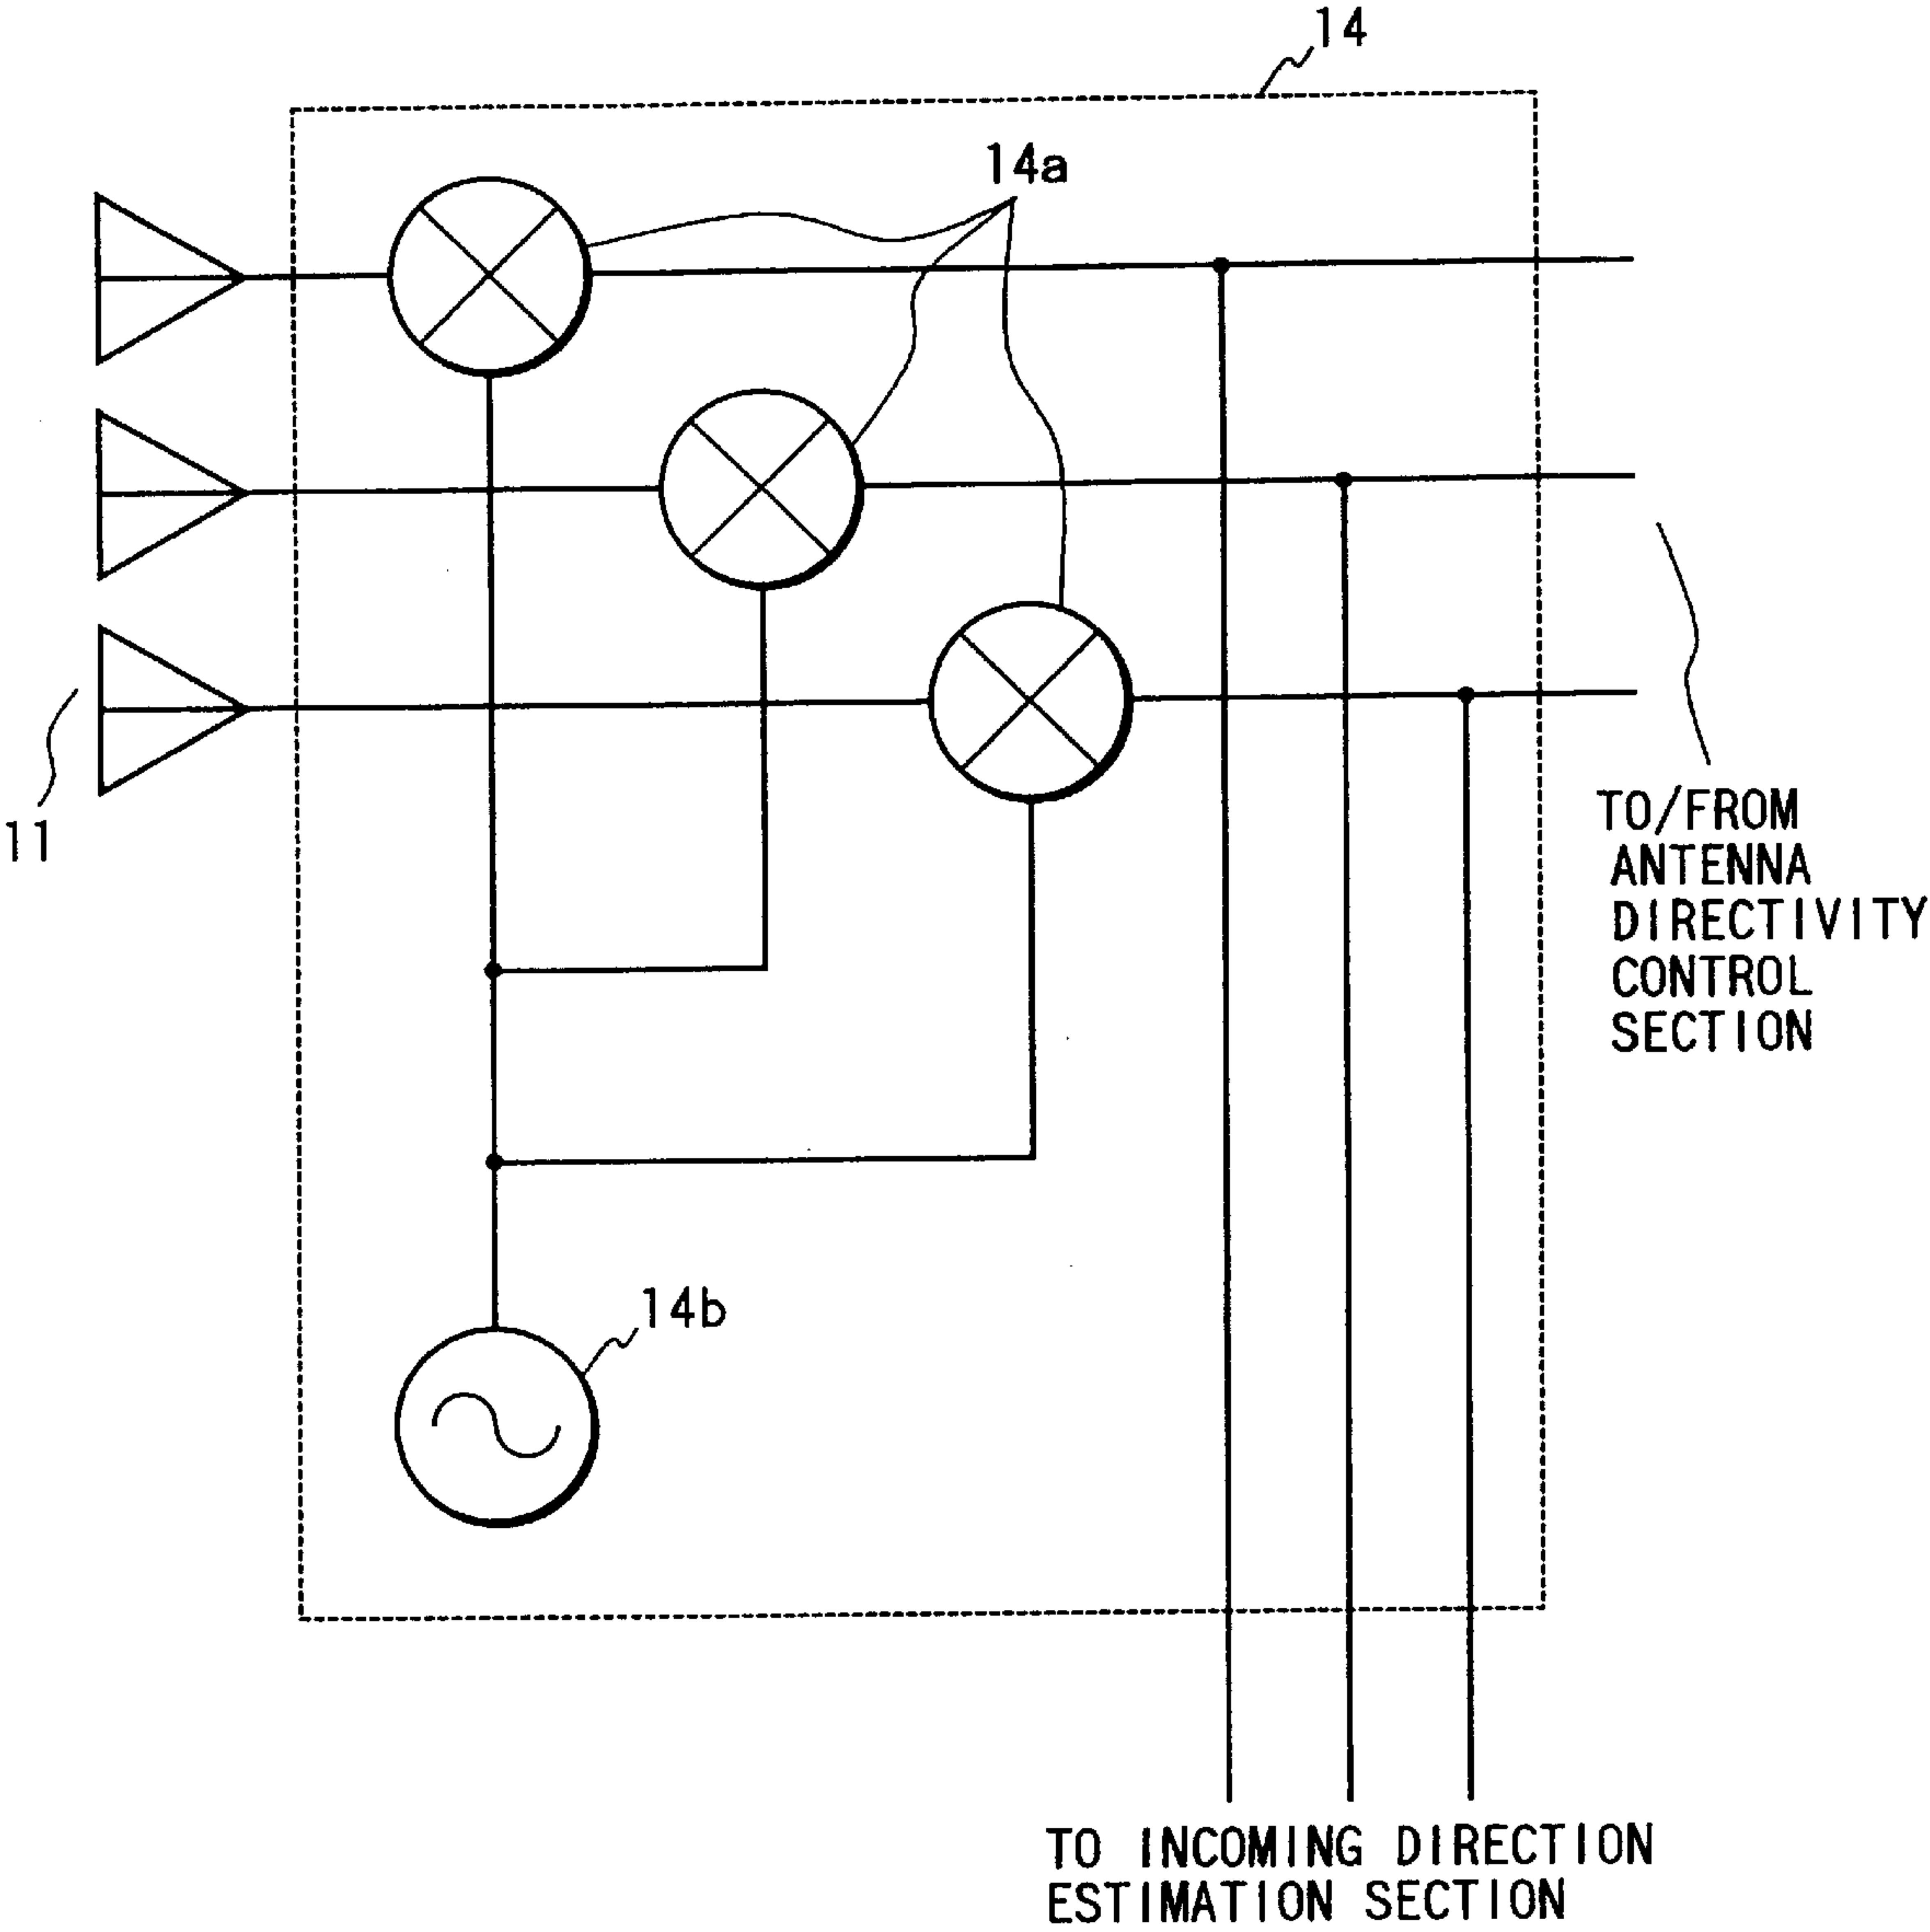 14
14a
11
TO/FROM
ANTENNA
DIRECTIVITY
CONTROL
SECTION
14b
TO INCOMING DIRECTION
ESTIMATION SECTION